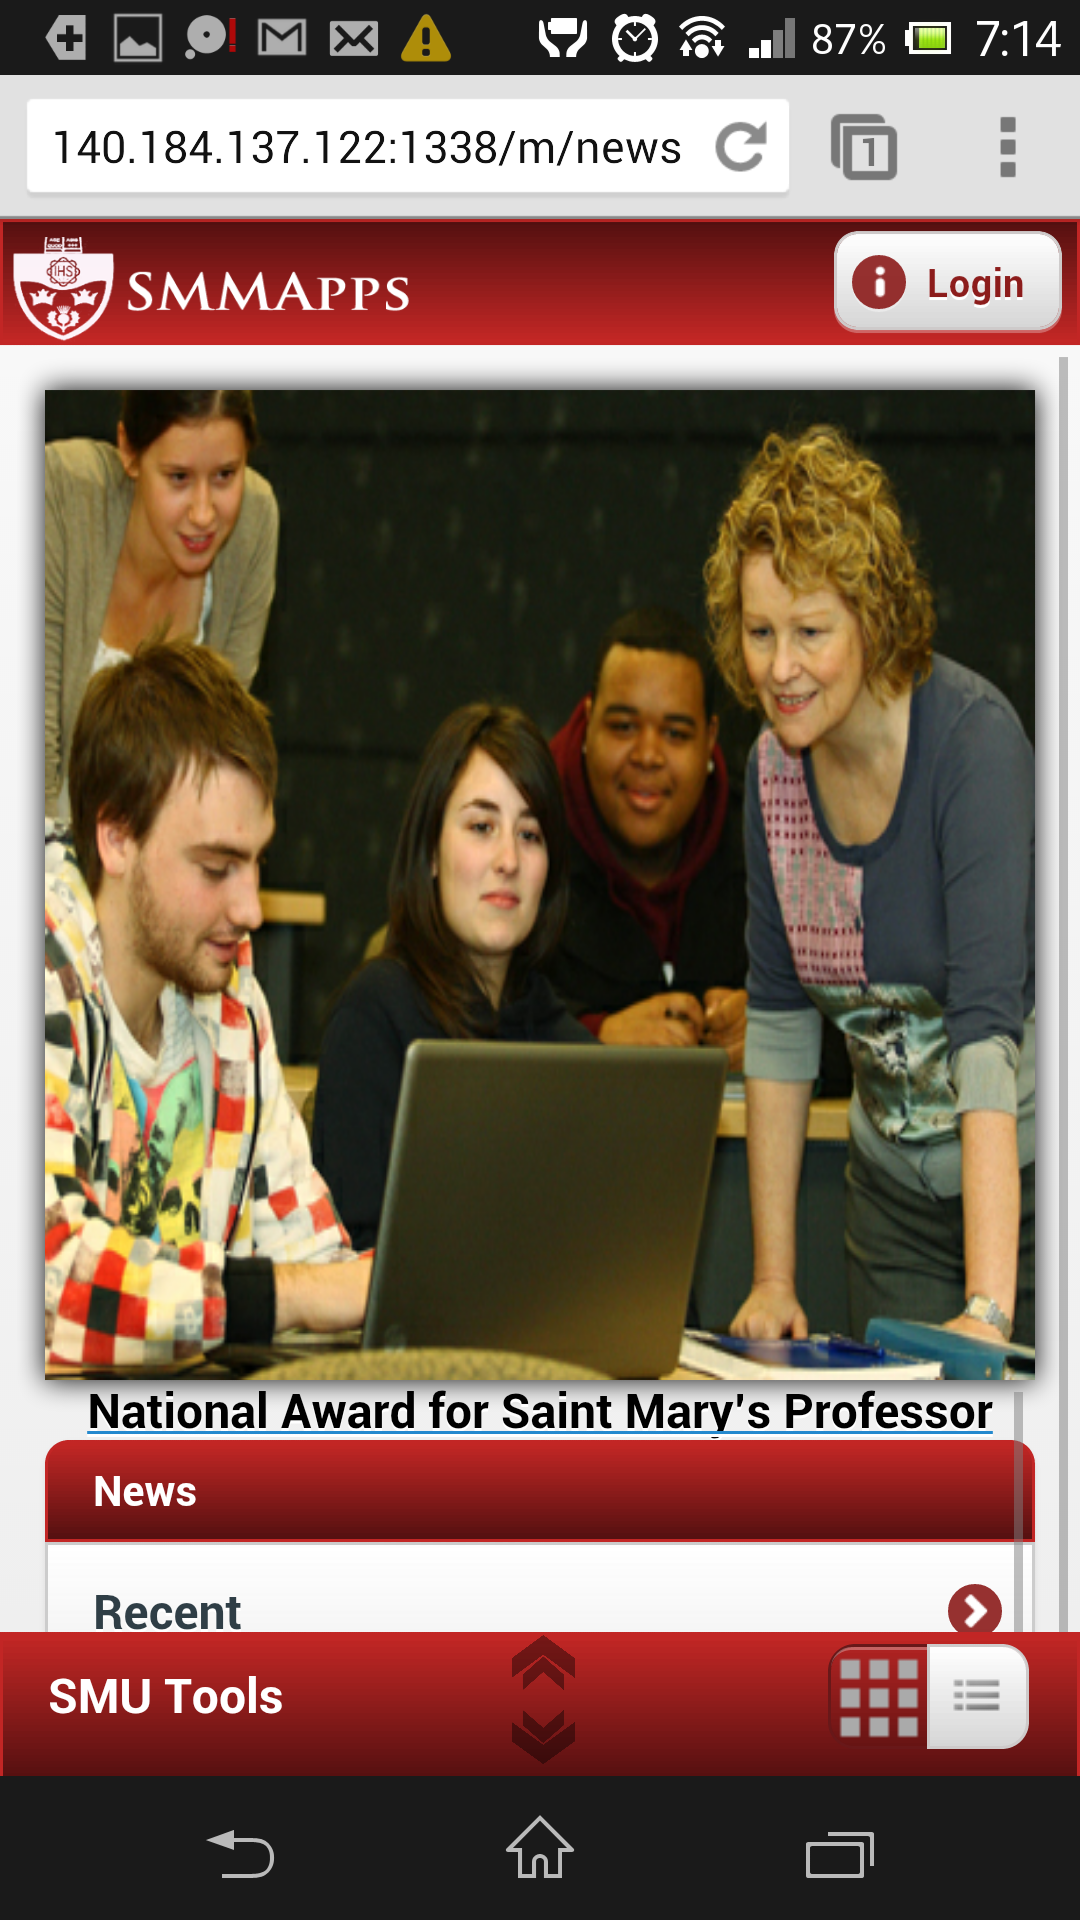 87% 7:14
140.184.137.122:1338/m/news
1
IHS
SMMApps
Login
National Award for Saint Mary's Professor
News
Recent
SMU Tools